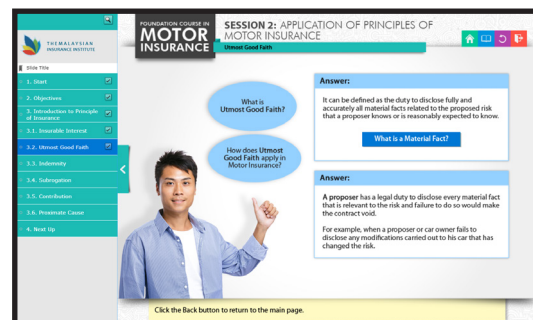 THE MALAYSIAN
INSURANCE INSTITUTE
Slide Title
1. Start
2. Objectives
3. Introduction to Principle
of Insurance
3.1. Insurable Interest
3.2. Utmost Good Faith
3.3. Indemnity
3.4. Subrogation
3.5. Contribution
3.6. Proximate Cause
4. Next Up
FOUNDATION COURSE IN
MOTOR
INSURANCE
SESSION 2: APPLICATION OF PRINCIPLES OF
MOTOR INSURANCE
Utmost Good Faith
What is
Utmost Good Faith?
How does Utmost
Good Faith apply in
Motor Insurance?
Answer:
It can be defined as the duty to disclose fully and
accurately all material facts related to the proposed risk
that a proposer knows or is reasonably expected to know.
What is a Material Fact?
Answer:
A proposer has a legal duty to disclose every material fact
that is relevant to the risk and failure to do so would make
the contract void.
For example, when a proposer or car owner fails to
disclose any modifications carried out to his car that has
changed the risk.
Click the Back button to return to the main page.